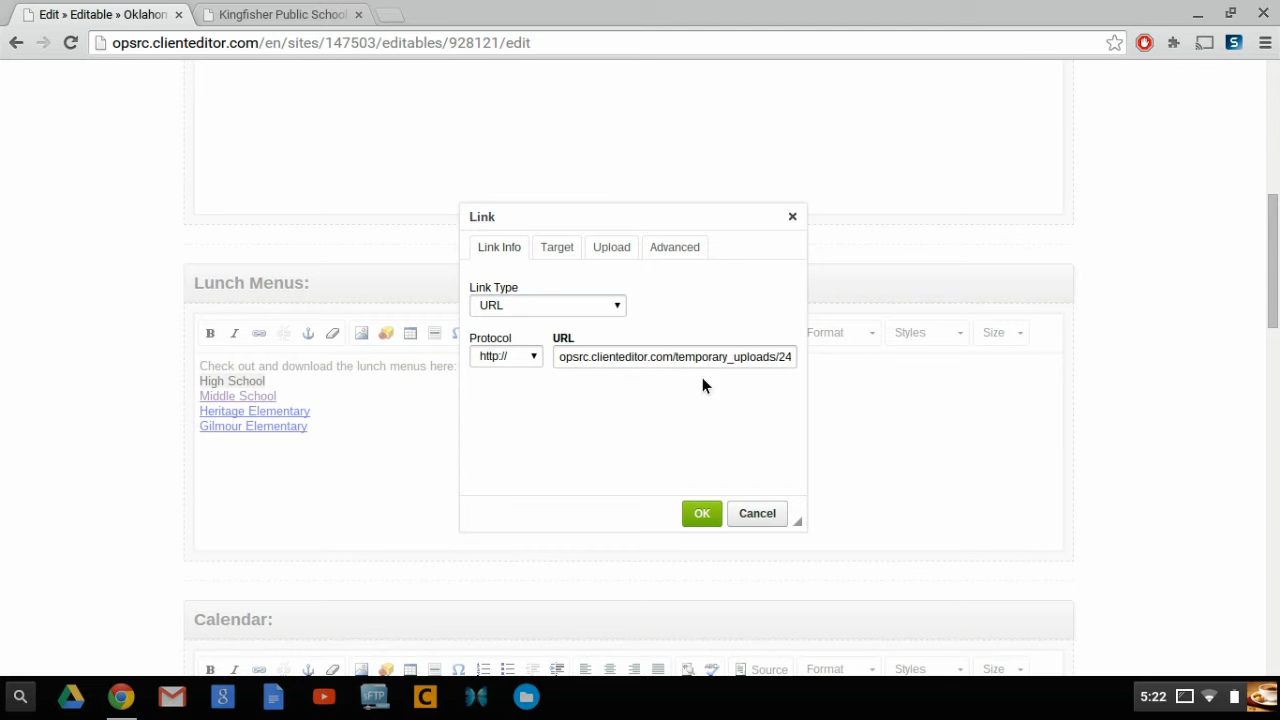 Edit » Editable » Oklahon
Kingfisher Public School
opsrc.clienteditor.com/en/sites/147503/editables/928121/edit
Link
Link Info Target Upload Advanced
Link Type
URL
Protocol URL
http:// opsrc.clienteditor.com/temporary_uploads/24
OK Cancel
Lunch Menus:
B I Format Styles Size
Check out and download the lunch menus here:
High School
Middle School
Heritage Elementary
Gilmour Elementary
Calendar:
B I Ω Source Format Styles Size
FTP C 5:22